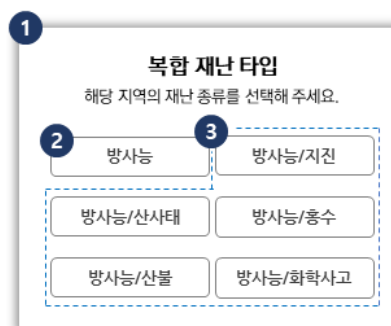 1
복합 재난 타입
해당 지역의 재난 종류를 선택해 주세요.
2
3
방사능
방사능/지진
방사능/산사태
방사능/홍수
방사능/산불
방사능/화학사고